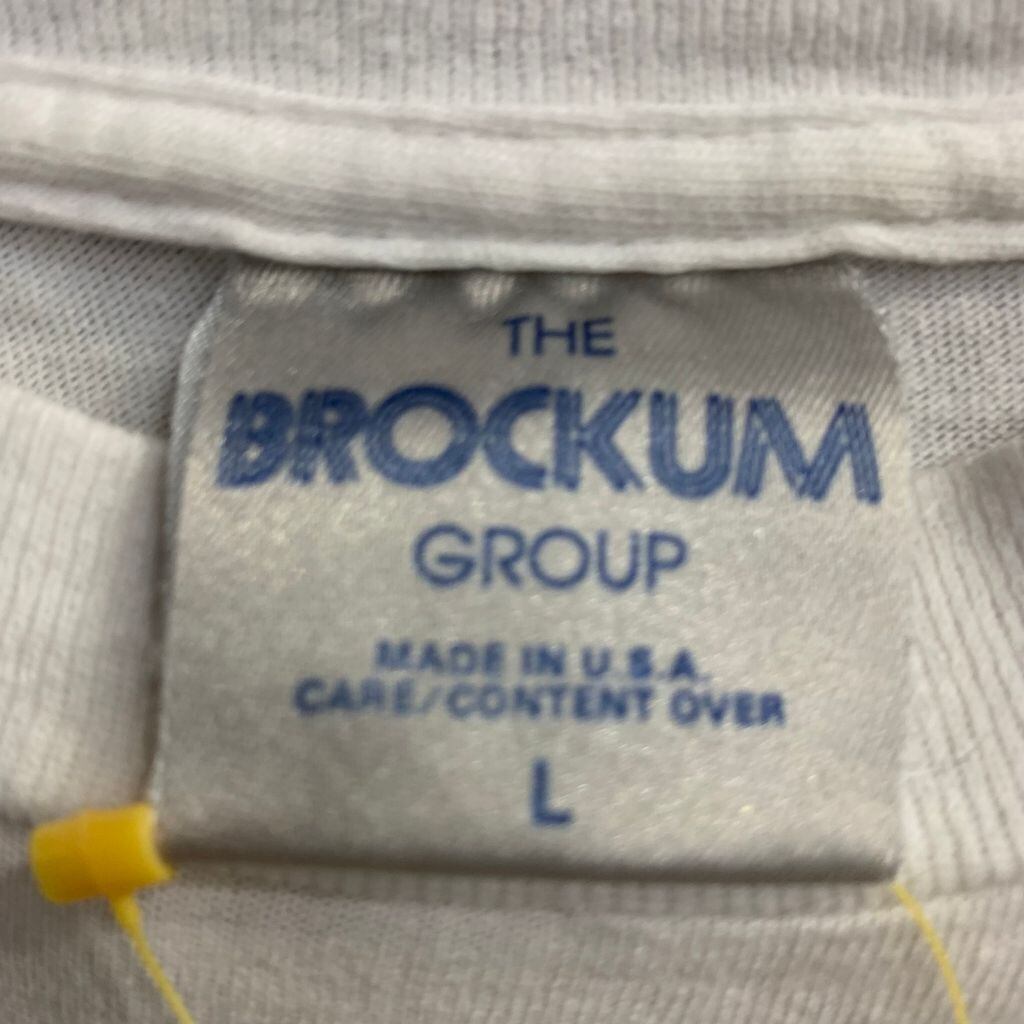 THE
BROCKUM
GROUP
MADE IN U.S.A.
CARE/CONTENT OVER
L